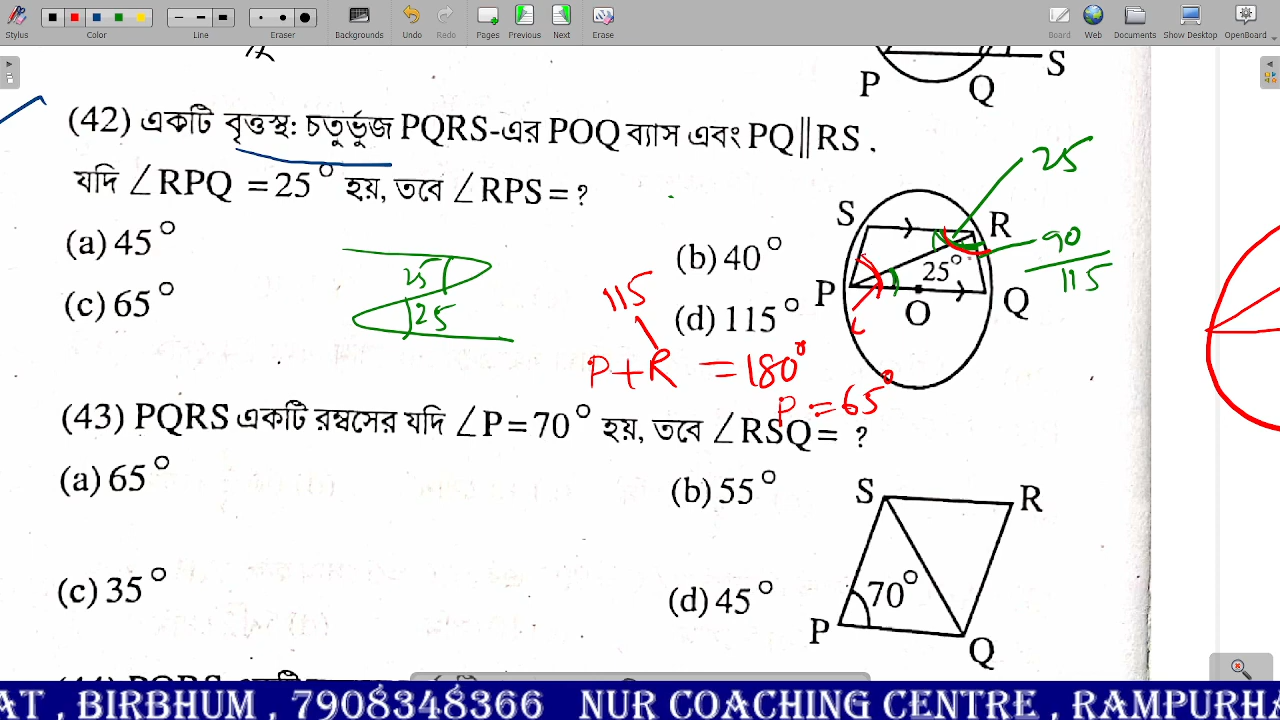 Stylus Color Line Eraser Backgrounds Undo Redo Pages Previous Next Erase Board Web Documents Show Desktop OpenBoard
P Q S
(42) একটি বৃত্তস্থ: চতুর্ভুজ PQRS-এর POQ ব্যাস এবং PQ||RS .
যদি ∠RPQ = 25° হয়, তবে ∠RPS = ?
(a) 45°
(b) 40°
(c) 65°
(d) 115°
S R P Q O 25°
25
90
115
25
25
115
P+R = 180°
P = 65°
(43) PQRS একটি রম্বসের যদি ∠P = 70° হয়, তবে ∠RSQ = ?
(a) 65°
(b) 55°
(c) 35°
(d) 45°
S R
70°
P Q
AT , BIRBHUM , 7908348366 NUR COACHING CENTRE , RAMPURHA